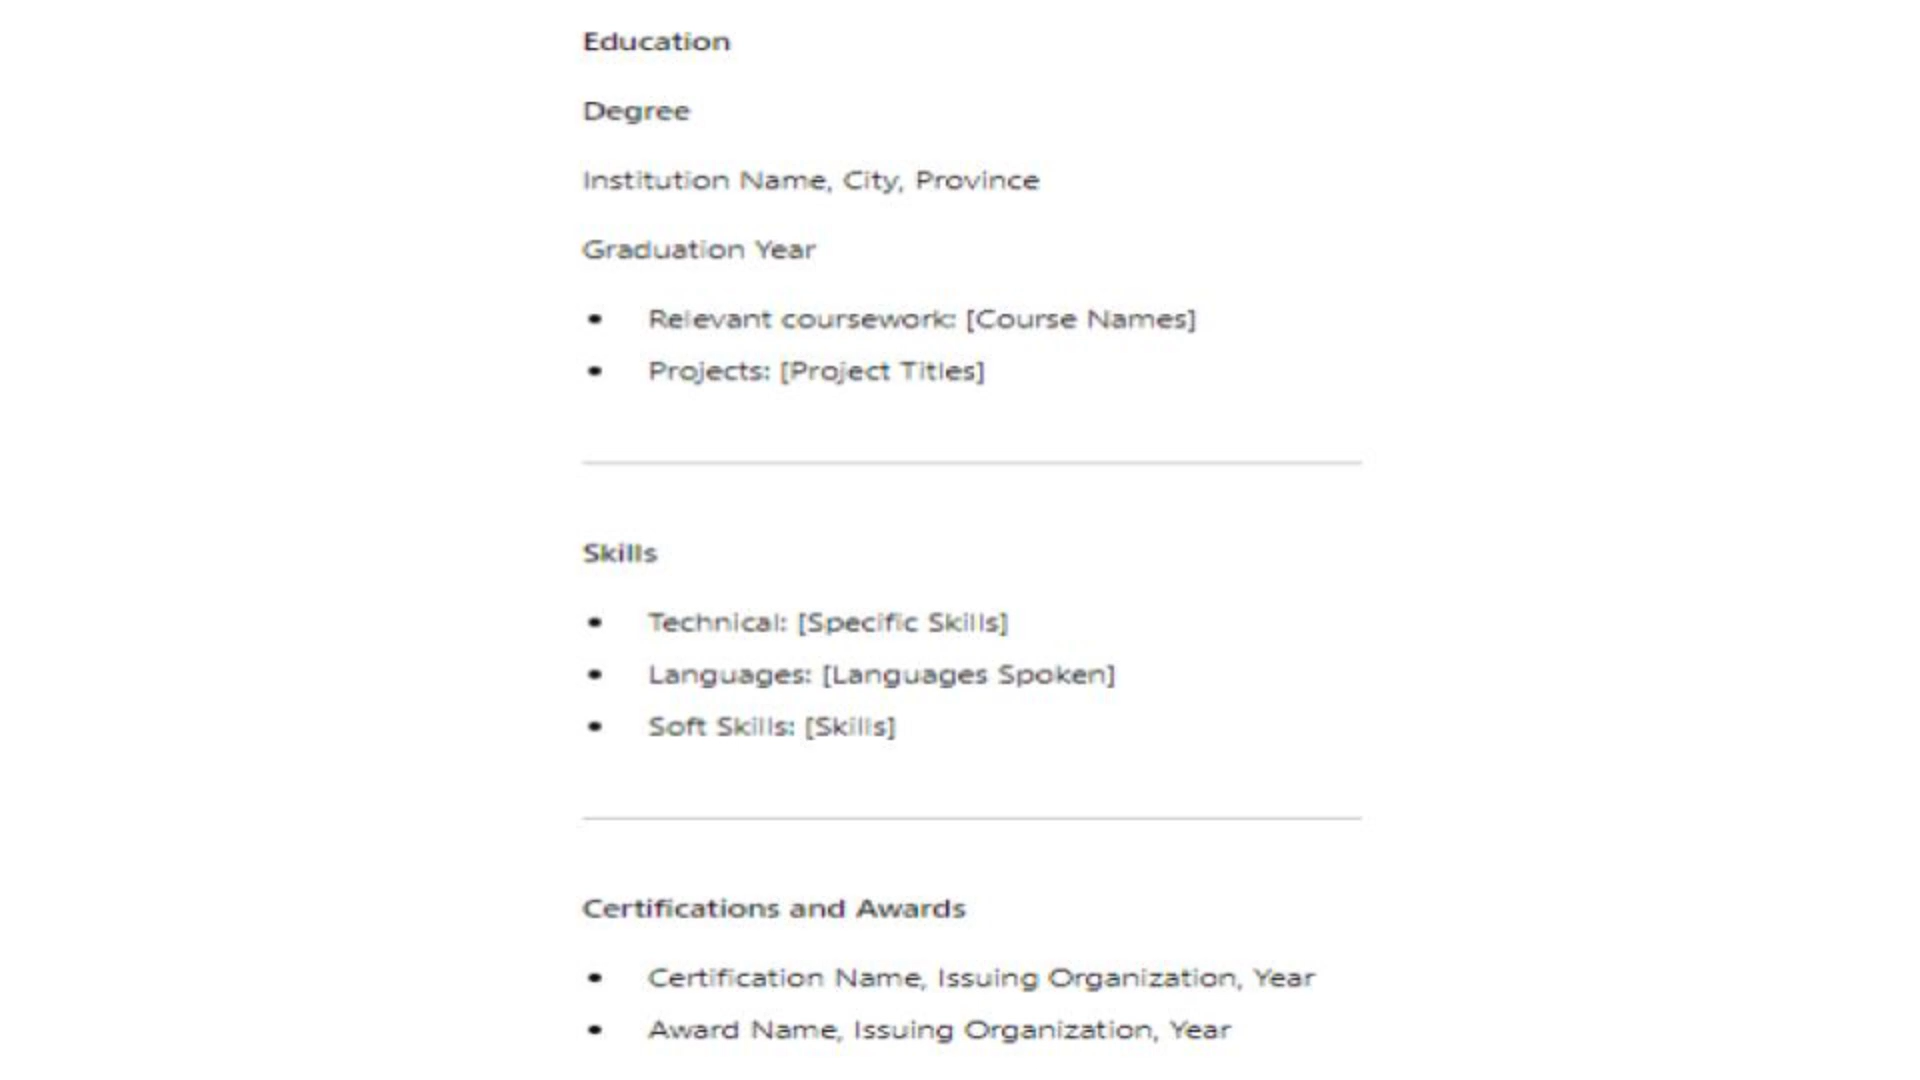 Education
Degree
Institution Name, City, Province
Graduation Year
• Relevant coursework: [Course Names]
• Projects: [Project Titles]
Skills
• Technical: [Specific Skills]
• Languages: [Languages Spoken]
• Soft Skills: [Skills]
Certifications and Awards
• Certification Name, Issuing Organization, Year
• Award Name, Issuing Organization, Year